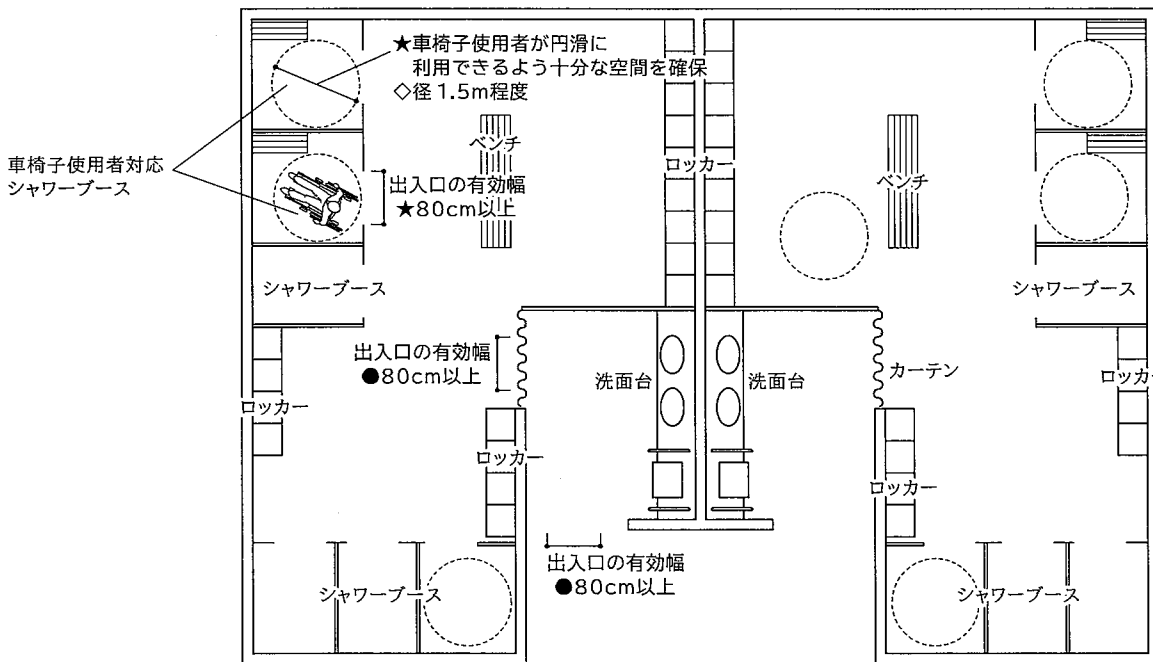 ★車椅子使用者が円滑に
利用できるよう十分な空間を確保
◇径1.5m程度
車椅子使用者対応
シャワーブース
ベンチ
ロッカー
ベンチ
出入口の有効幅
★80cm以上
シャワーブース
シャワーブース
出入口の有効幅
●80cm以上
洗面台
洗面台
カーテン
ロッカー
ロッカー
ロッカー
ロッカー
出入口の有効幅
●80cm以上
シャワーブース
シャワーブース